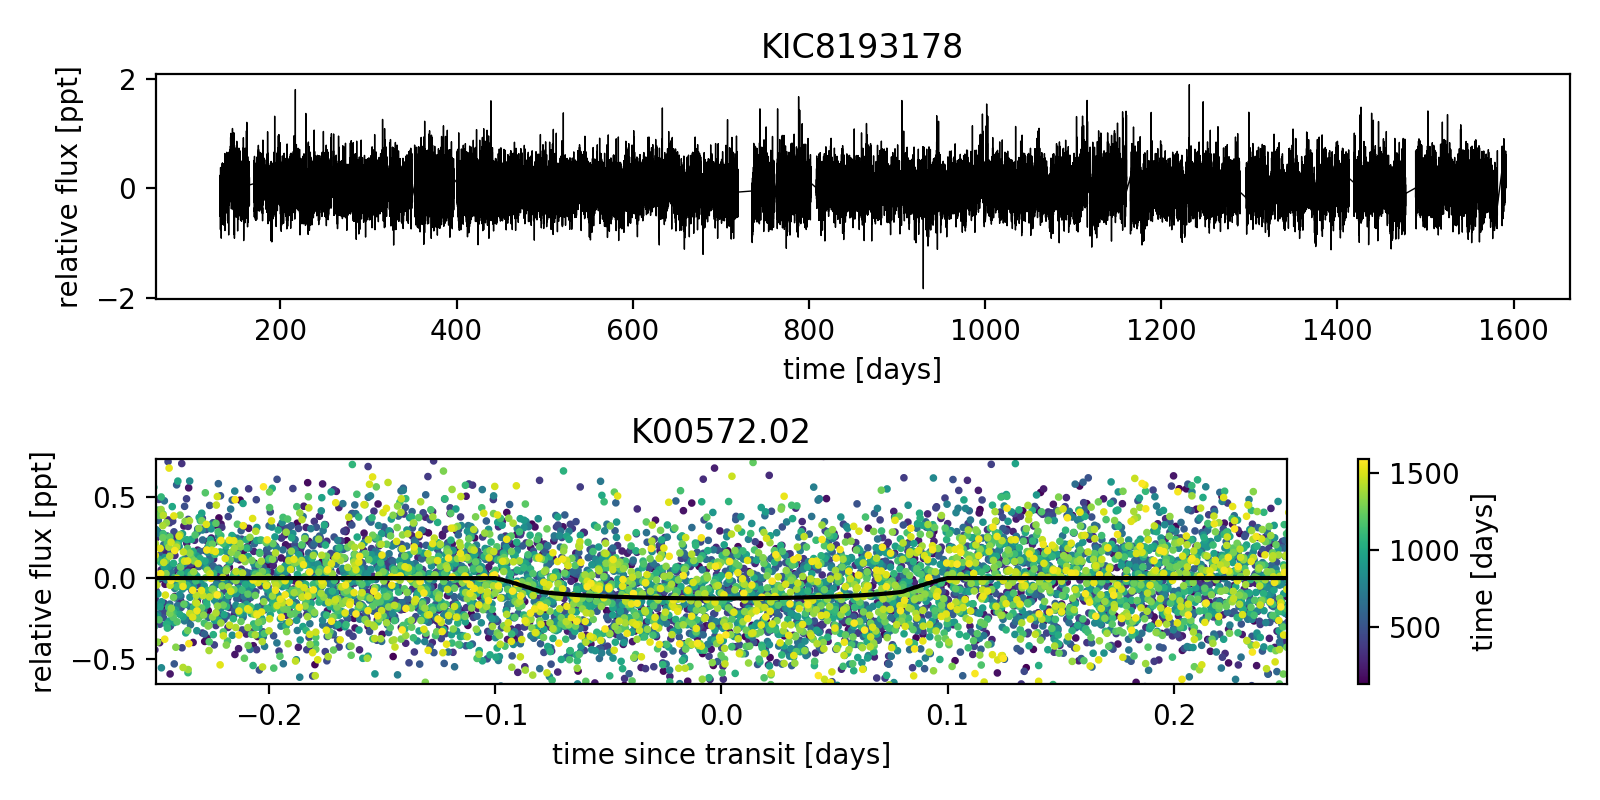 KIC8193178
relative flux [ppt]
2
0
−2
200 400 600 800 1000 1200 1400 1600
time [days]
K00572.02
relative flux [ppt]
0.5
0.0
−0.5
−0.2 −0.1 0.0 0.1 0.2
time since transit [days]
1500
1000
500
time [days]